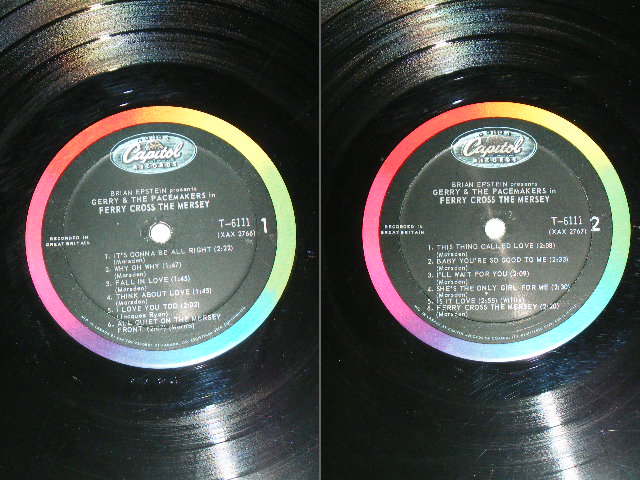 Capitol
RECORDS
BRIAN EPSTEIN presents
GERRY & THE PACEMAKERS in
FERRY CROSS THE MERSEY
RECORDED IN
GREAT BRITAIN
T-6111
(XAX 2766)
1
1. IT'S GONNA BE ALL RIGHT (2:22)
(Marsden)
2. WHY OH WHY (1:47)
(Marsden)
3. FALL IN LOVE (1:45)
(Marsden)
4. THINK ABOUT LOVE (1:45)
(Marsden)
5. I LOVE YOU TOO (2:02)
(Jacques Ryan)
6. ALL QUIET ON THE MERSEY
FRONT (Martin)
Capitol
RECORDS
BRIAN EPSTEIN presents
GERRY & THE PACEMAKERS in
FERRY CROSS THE MERSEY
RECORDED IN
GREAT BRITAIN
T-6111
(XAX 2767)
2
1. THIS THING CALLED LOVE (2:08)
(Marsden)
2. BABY YOU'RE SO GOOD TO ME (2:33)
(Marsden)
3. I'LL WAIT FOR YOU (2:09)
(Marsden)
4. SHE'S THE ONLY GIRL FOR ME (2:30)
(Marsden)
5. IS IT LOVE (2:55)
6. FERRY CROSS THE MERSEY (2:20)
(Marsden)